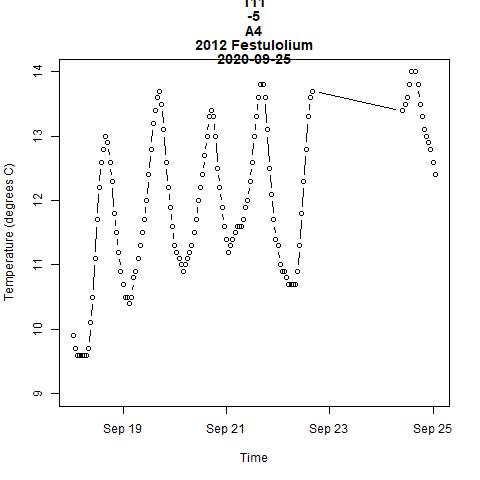 -5
A4
2012 Festulolium
2020-09-25
14
13
12
11
10
9
Temperature (degrees C)
Sep 19
Sep 21
Sep 23
Sep 25
Time